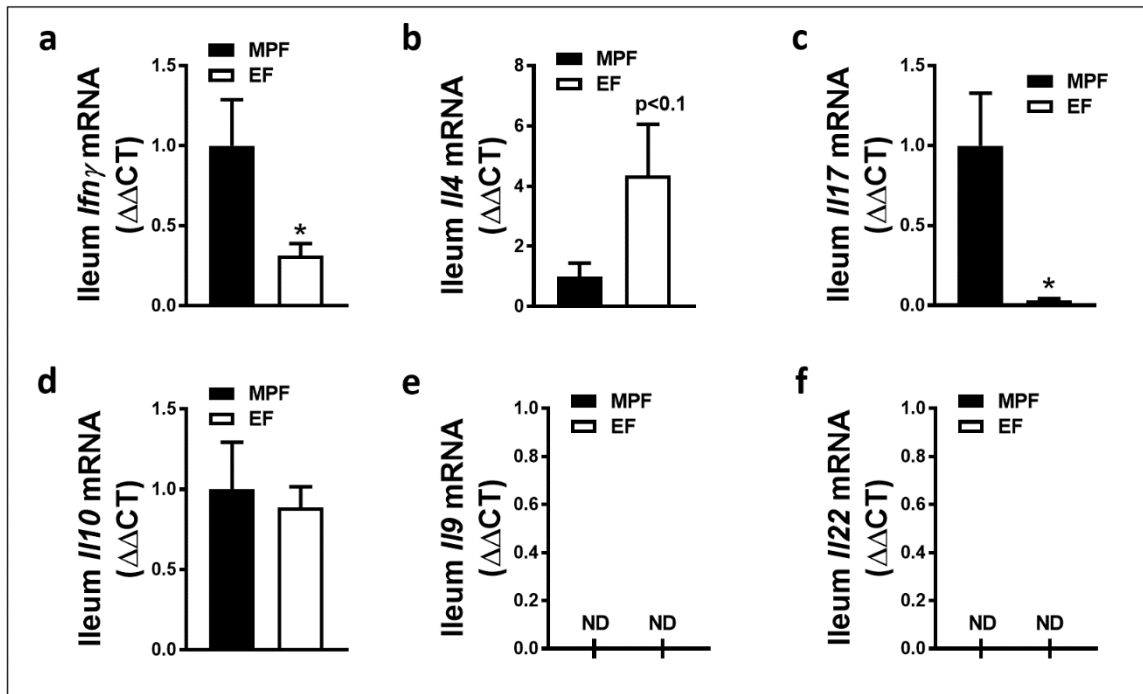 a
Ileum Ifnγ mRNA
(ΔΔCT)
MPF
EF
1.5
1.0
0.5
0.0
*
b
Ileum Il4 mRNA
(ΔΔCT)
MPF
EF
p<0.1
8
6
4
2
0
c
Ileum Il17 mRNA
(ΔΔCT)
MPF
EF
1.5
1.0
0.5
0.0
*
d
Ileum Il10 mRNA
(ΔΔCT)
MPF
EF
1.5
1.0
0.5
0.0
e
Ileum Il9 mRNA
(ΔΔCT)
MPF
EF
1.0
0.8
0.6
0.4
0.2
0.0
ND ND
f
Ileum Il22 mRNA
(ΔΔCT)
MPF
EF
1.0
0.8
0.6
0.4
0.2
0.0
ND ND